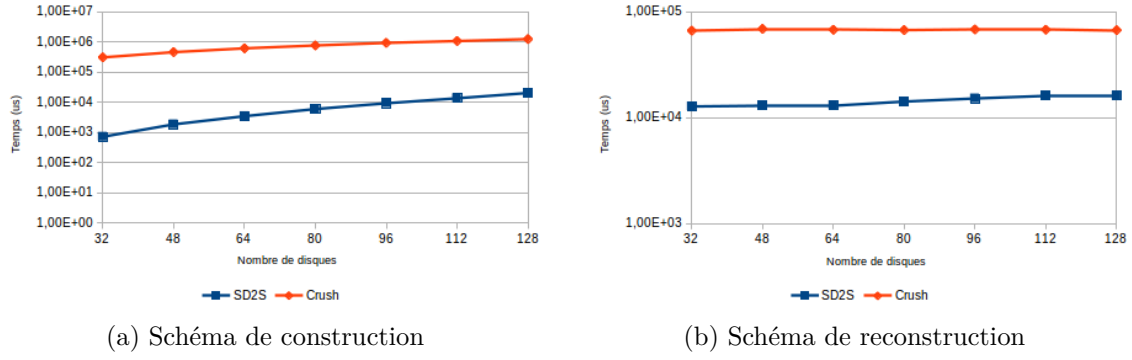 1,00E+07
1,00E+06
1,00E+05
1,00E+04
1,00E+03
1,00E+02
1,00E+01
1,00E+00
Temps (us)
32 48 64 80 96 112 128
Nombre de disques
SD2S Crush
(a) Schéma de construction
1,00E+05
1,00E+04
1,00E+03
Temps (us)
32 48 64 80 96 112 128
Nombre de disques
SD2S Crush
(b) Schéma de reconstruction